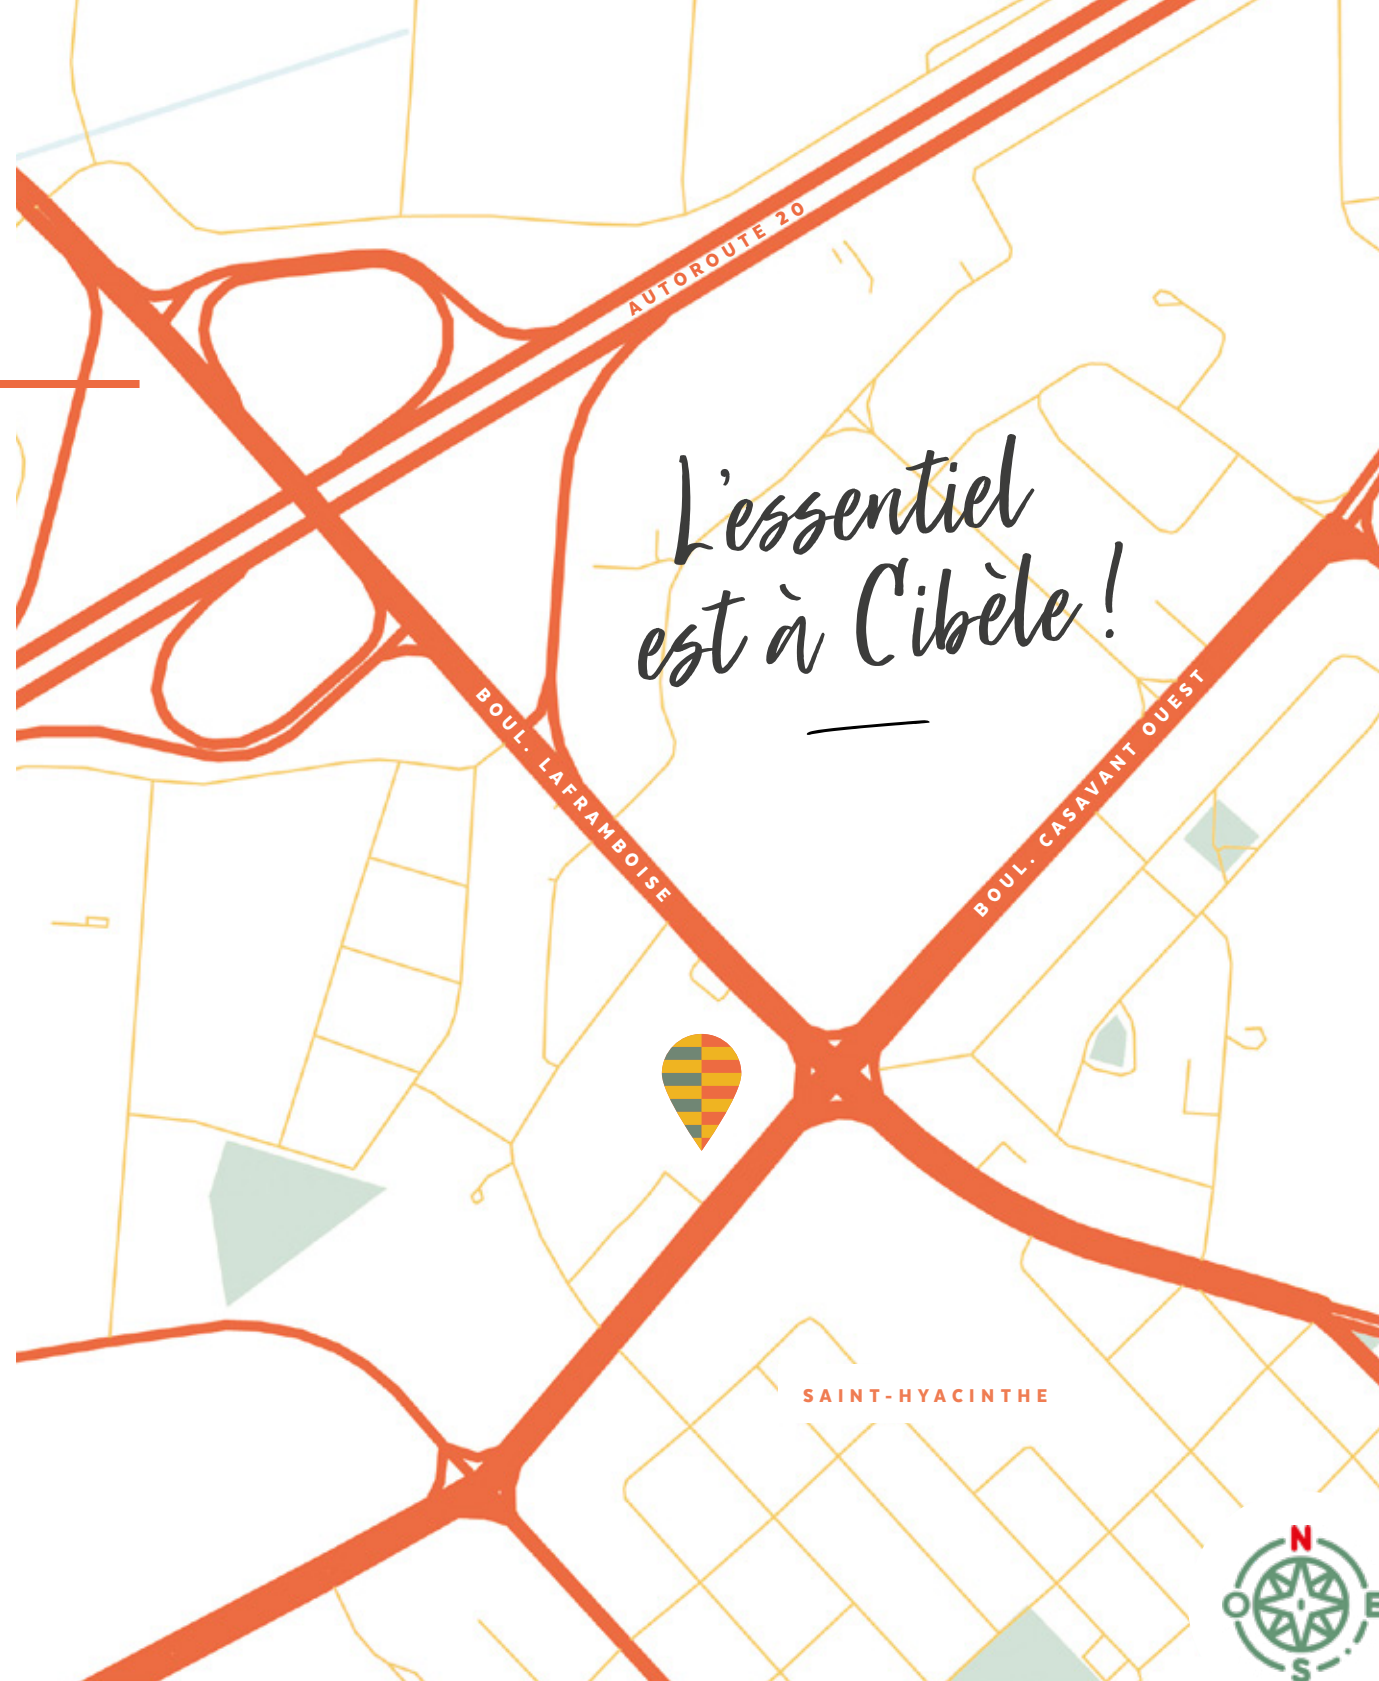 AUTOROUTE 20
L'essentiel
est à Cibèle !
BOUL. LAFRAMBOISE
BOUL. CASAVANT OUEST
SAINT-HYACINTHE
N
O
E
S